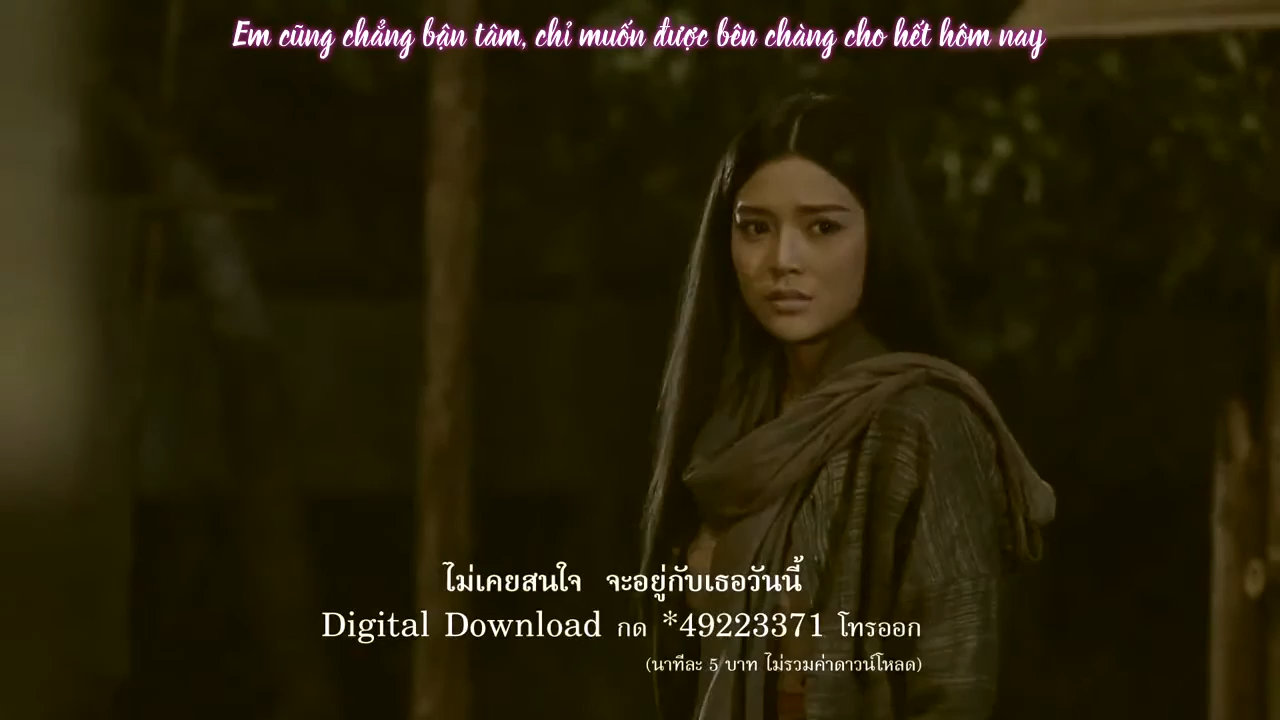 Em cũng chẳng bận tâm, chỉ muốn được bên chàng cho hết hôm nay
ไม่เคยสนใจ จะอยู่กับเธอวันนี้
Digital Download กด *49223371 โทรออก
(นาทีละ 5 บาท ไม่รวมค่าดาวน์โหลด)